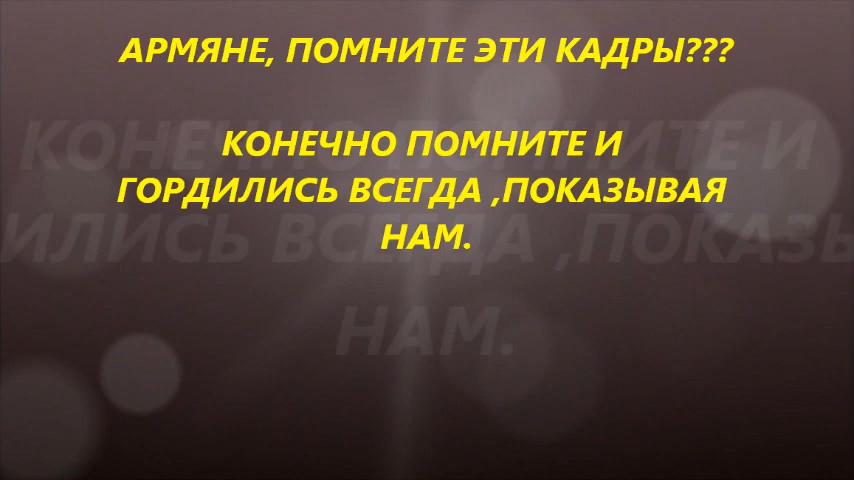 АРМЯНЕ, ПОМНИТЕ ЭТИ КАДРЫ???
КОНЕЧНО ПОМНИТЕ И
ГОРДИЛИСЬ ВСЕГДА ,ПОКАЗЫВАЯ
НАМ.